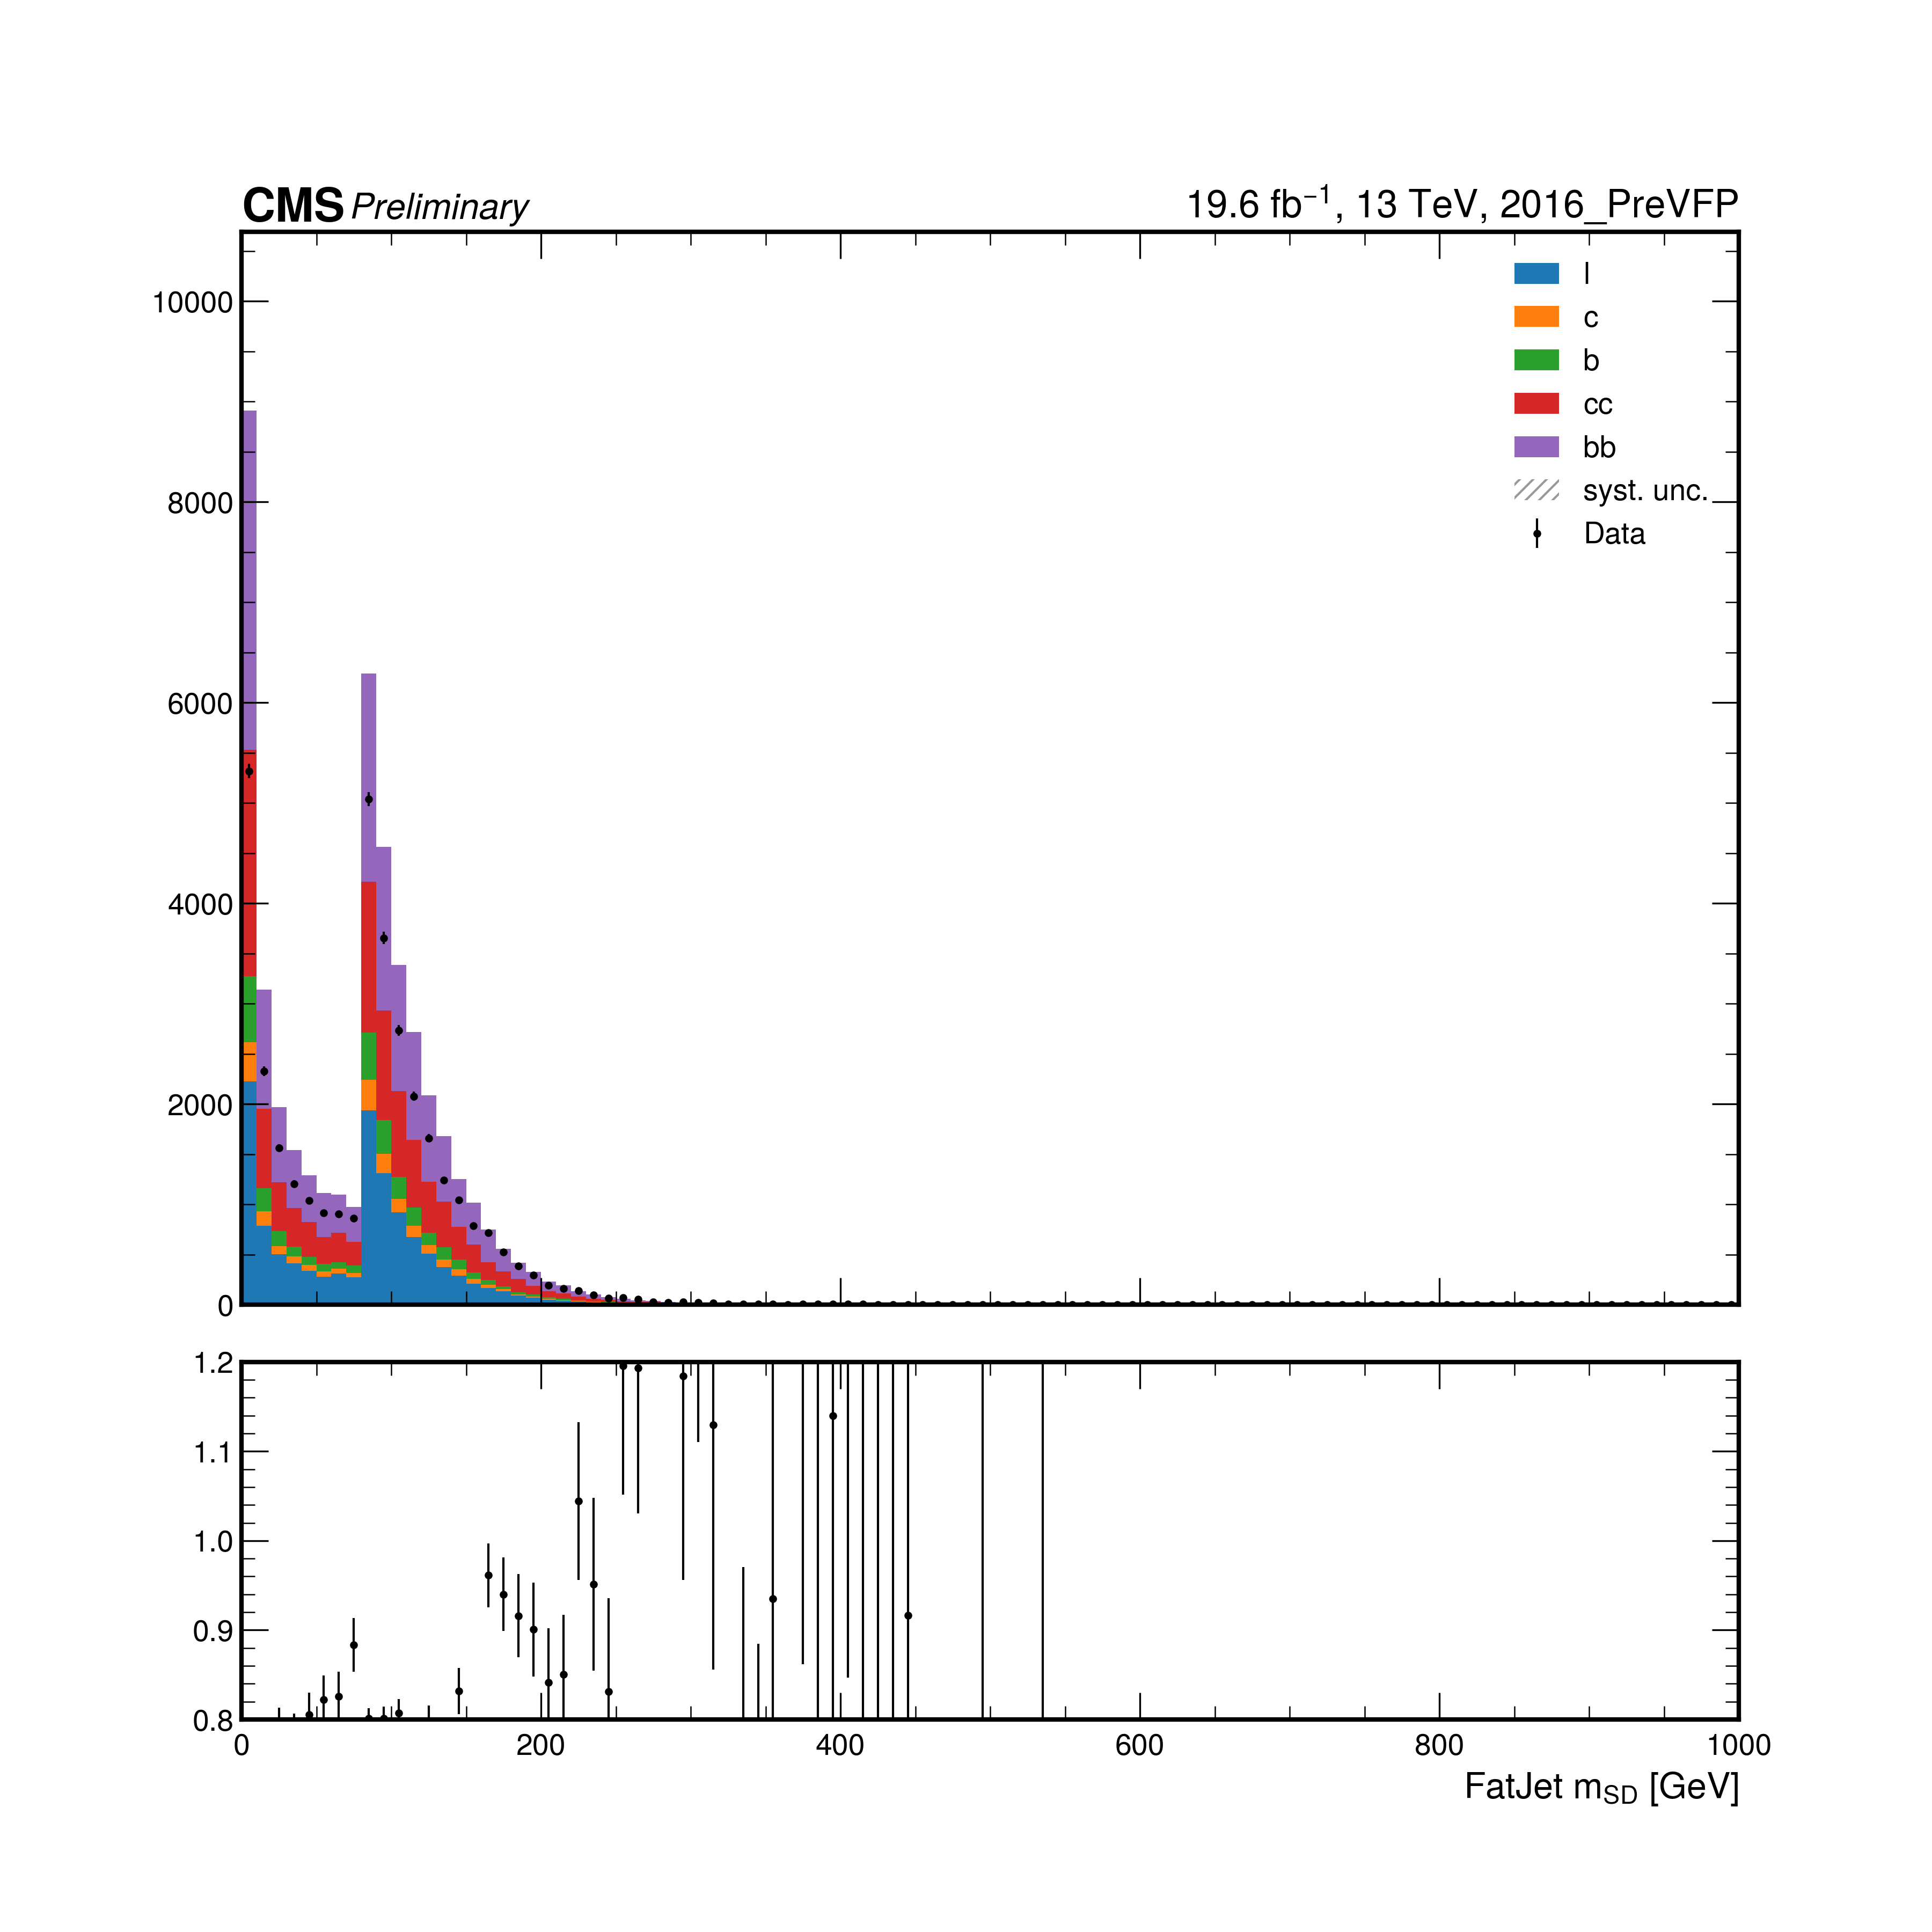 CMS Preliminary 19.6 fb⁻¹, 13 TeV, 2016_PreVFP
l
c
b
cc
bb
syst. unc.
Data
10000
8000
6000
4000
2000
0
1.2
1.1
1.0
0.9
0.8
0 200 400 600 800 1000
FatJet m_SD [GeV]